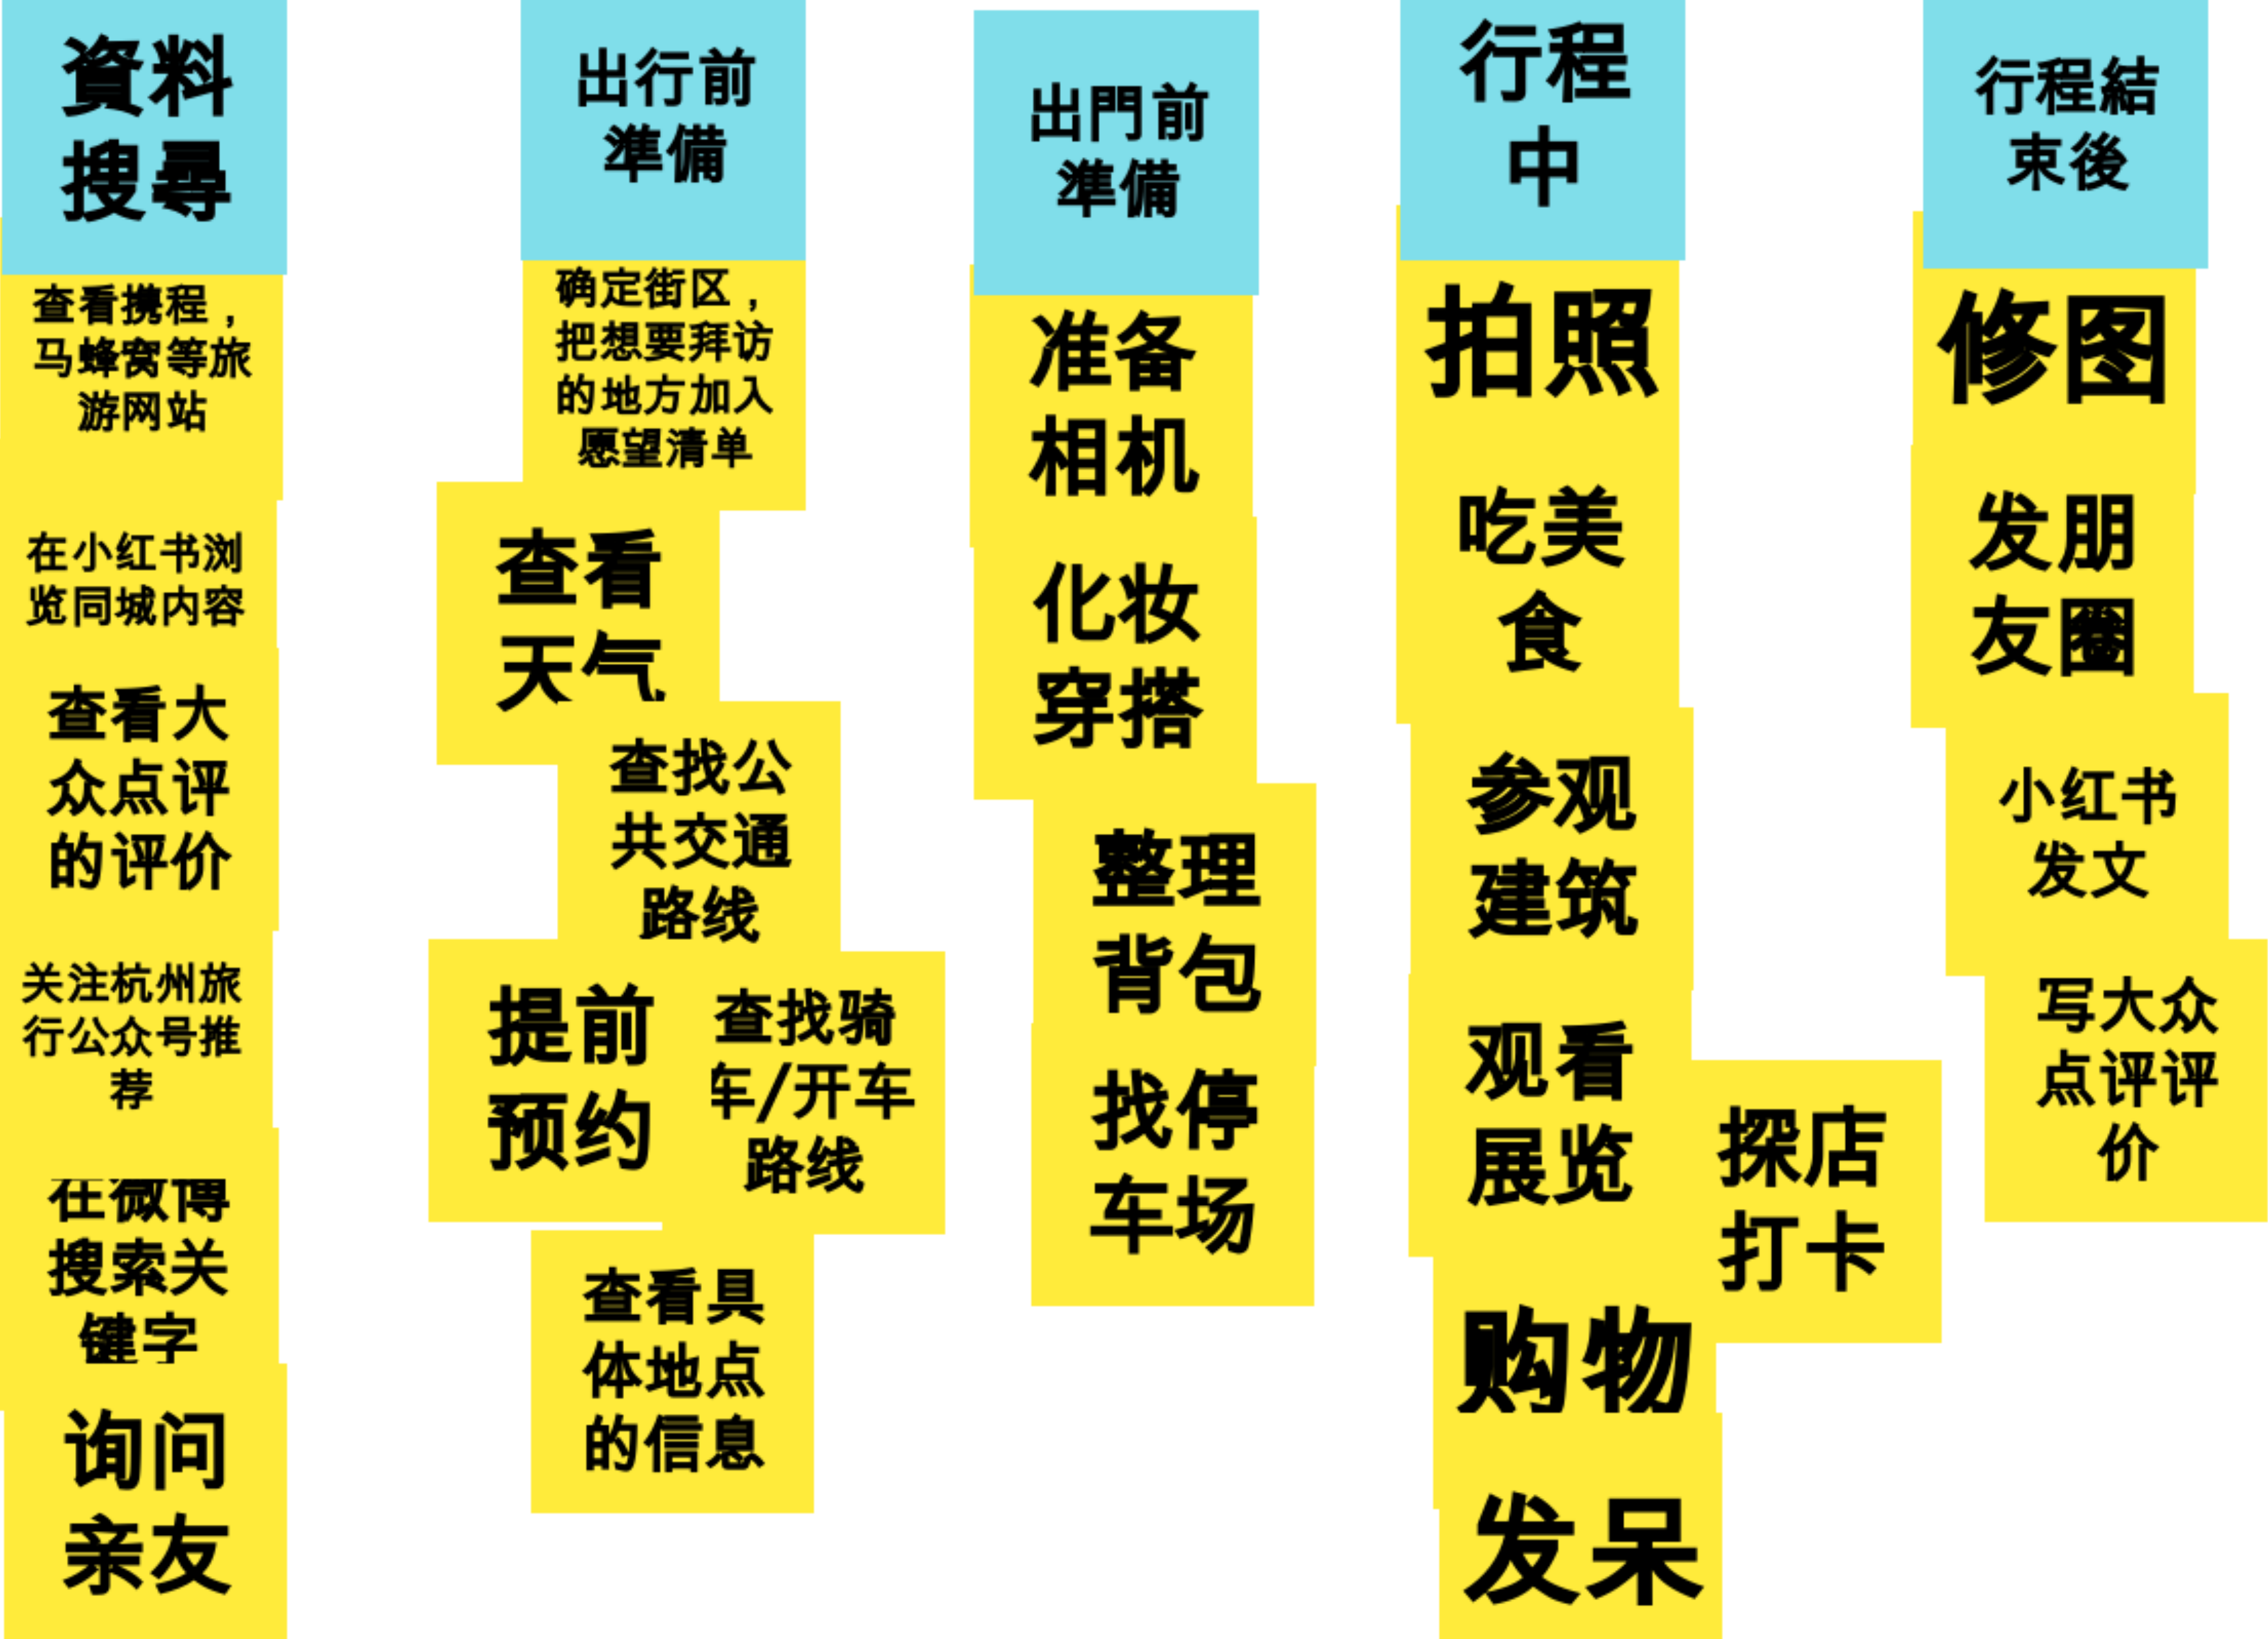 資料
搜尋
查看携程，
马蜂窝等旅
游网站
在小红书浏
览同城内容
查看大
众点评
的评价
关注杭州旅
行公众号推
荐
在微博
搜索关
键字
询问
亲友
出行前
準備
确定街区，
把想要拜访
的地方加入
愿望清单
查看
天气
查找公
共交通
路线
提前
预约
查找骑
车/开车
路线
查看具
体地点
的信息
出門前
準備
准备
相机
化妆
穿搭
整理
背包
找停
车场
行程
中
拍照
吃美
食
参观
建筑
观看
展览
探店
打卡
购物
发呆
行程結
束後
修图
发朋
友圈
小红书
发文
写大众
点评评
价